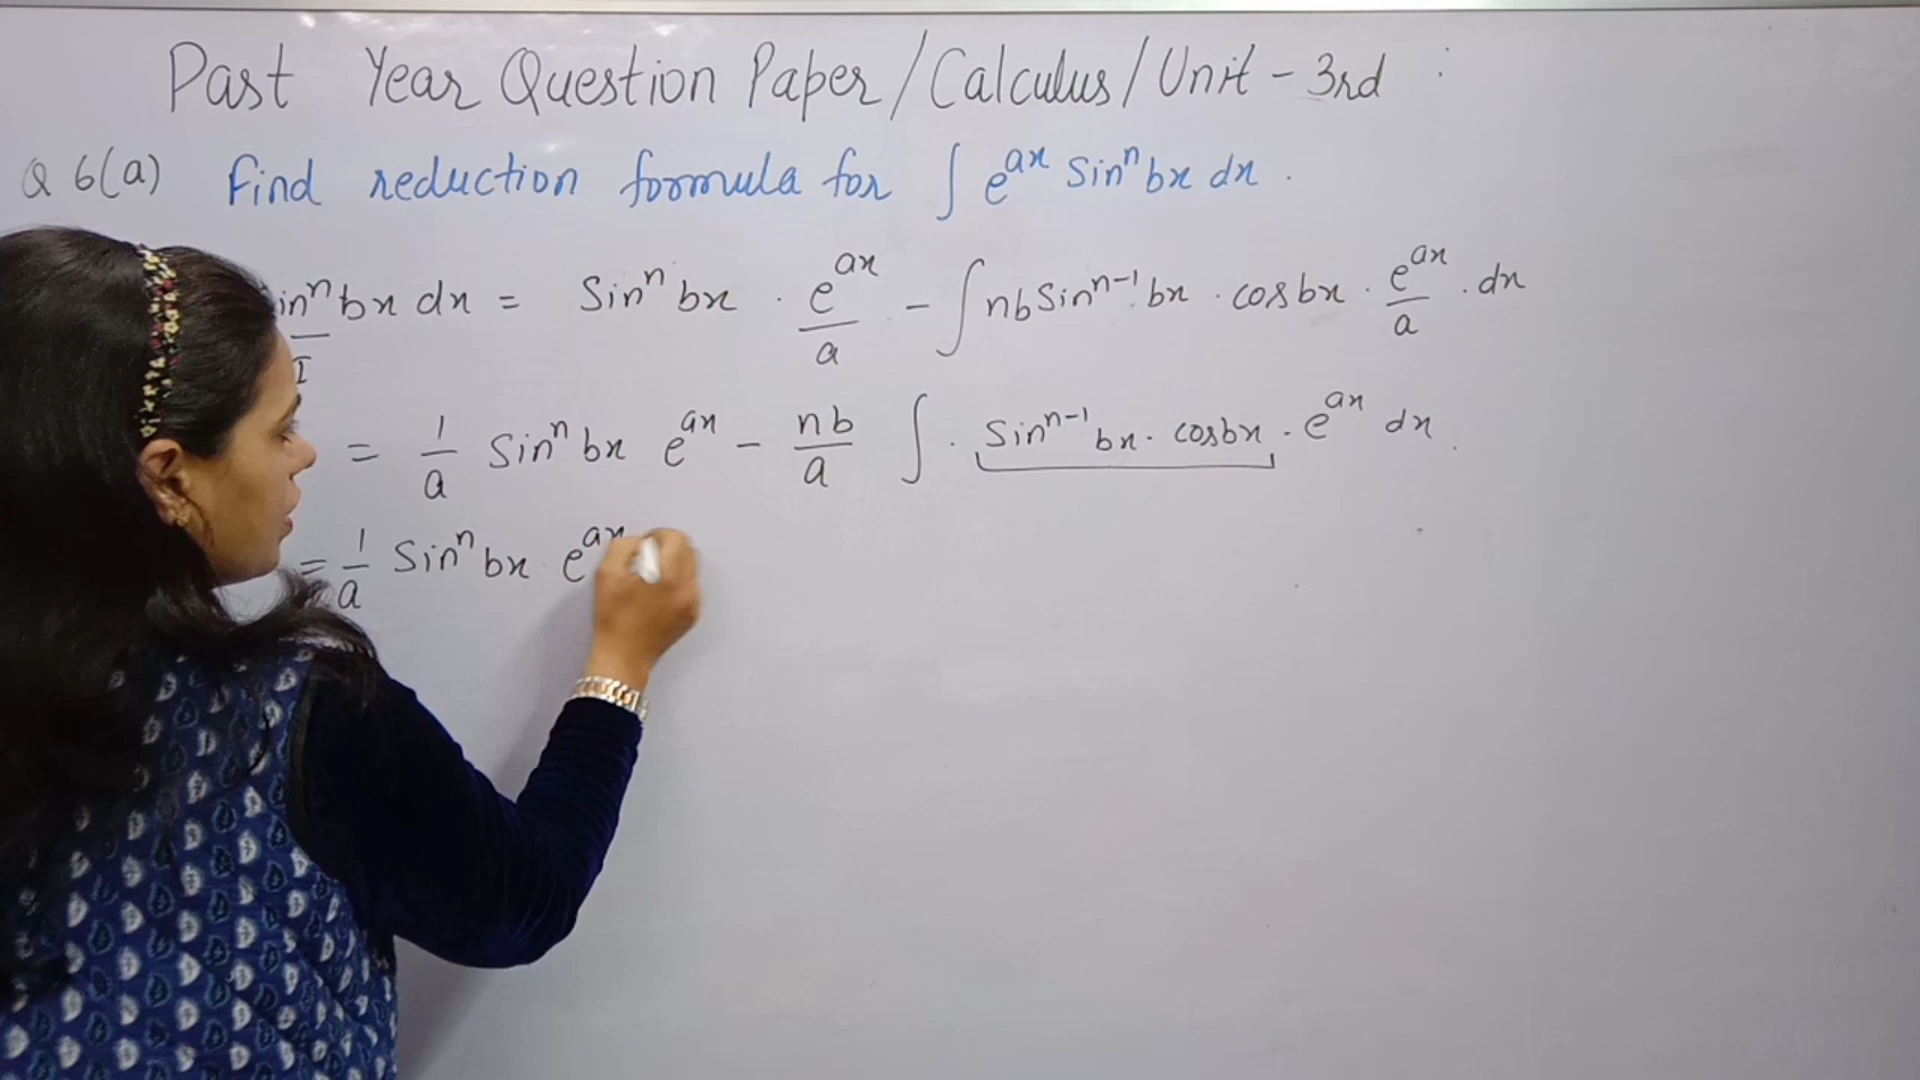 Past Year Question Paper / Calculus / Unit - 3rd :
Q 6(a) Find reduction formula for ∫ e^ax Sin^n bx dx .
in^n bx dx = Sin^n bx . e^ax/a - ∫ nb Sin^n-1 bx . cos bx . e^ax/a . dx
I
= 1/a Sin^n bx e^ax - nb/a ∫ . Sin^n-1 bx . cosbx . e^ax dx .
= 1/a Sin^n bx e^ax